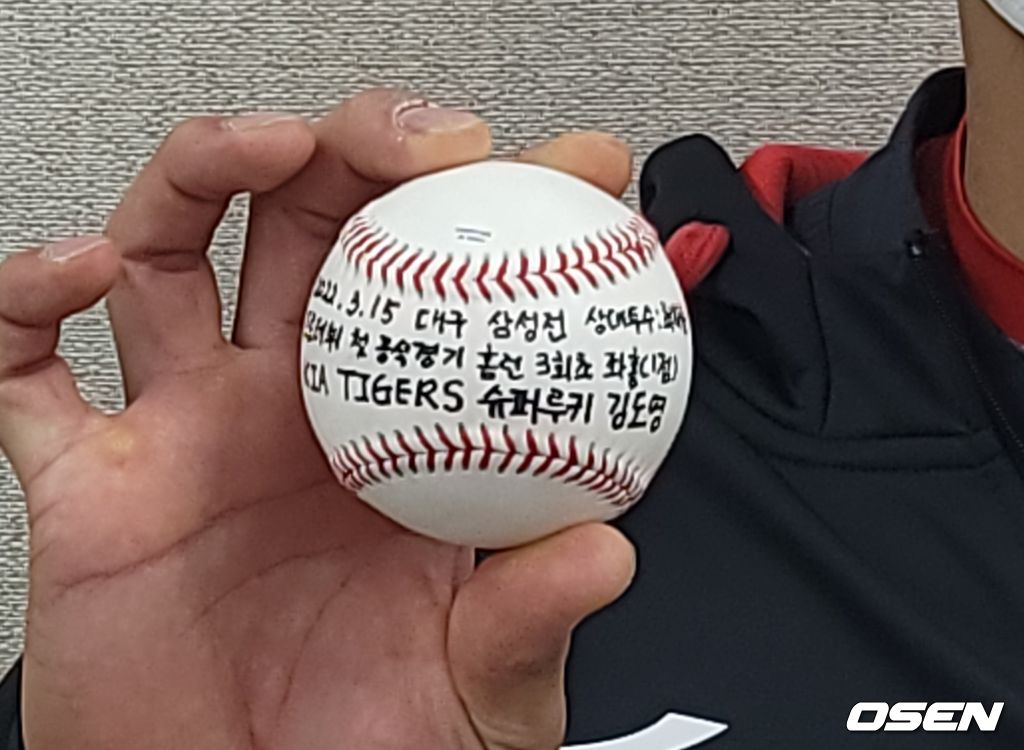 2022.3.15 대구 삼성전 상대투수:
첫 공식경기 홈런 3회초 좌홈(1점)
KIA TIGERS 슈퍼루키 김도영
OSEN